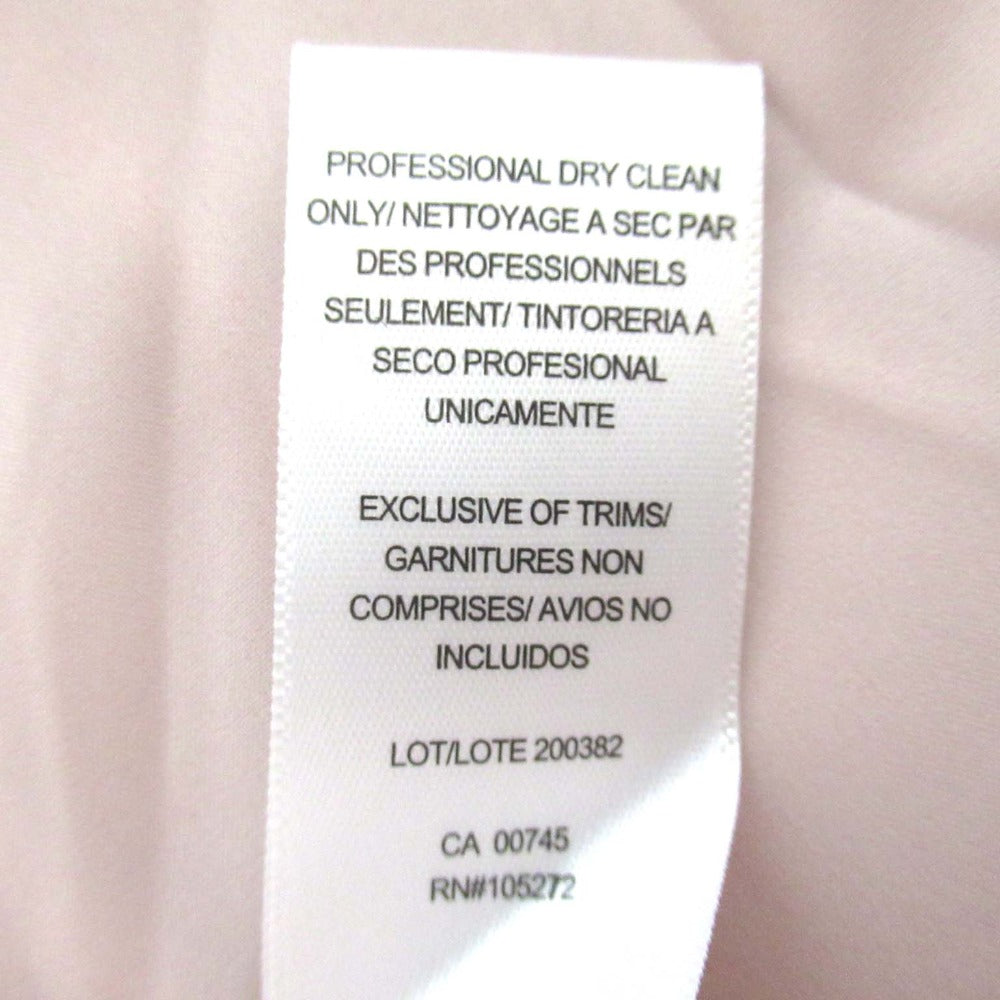 PROFESSIONAL DRY CLEAN
ONLY/ NETTOYAGE A SEC PAR
DES PROFESSIONNELS
SEULEMENT/ TINTORERIA A
SECO PROFESIONAL
UNICAMENTE
EXCLUSIVE OF TRIMS/
GARNITURES NON
COMPRISES/ AVIOS NO
INCLUIDOS
LOT/LOTE 200382
CA 00745
RN#105272